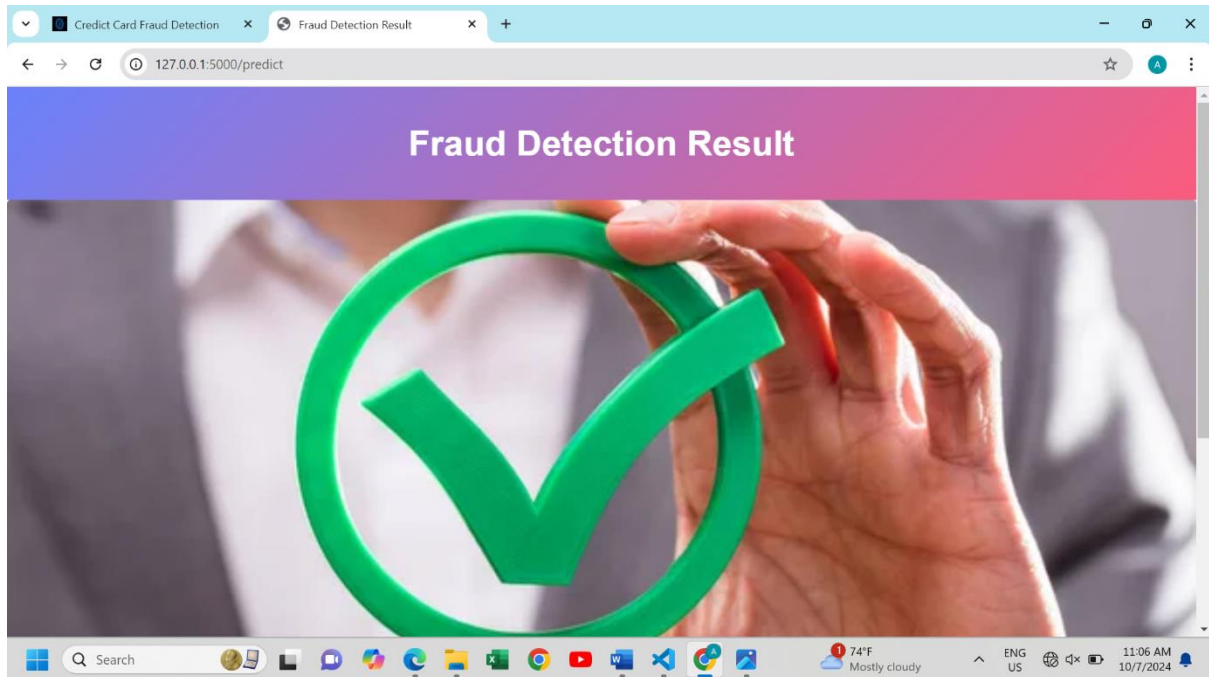 Credict Card Fraud Detection
Fraud Detection Result
127.0.0.1:5000/predict
A
Fraud Detection Result
Search
1
74°F
Mostly cloudy
ENG
US
11:06 AM
10/7/2024